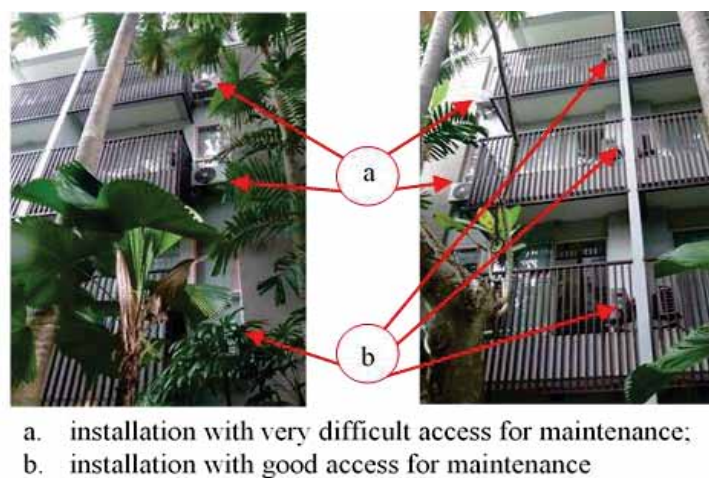 a
b
a. installation with very difficult access for maintenance;
b. installation with good access for maintenance